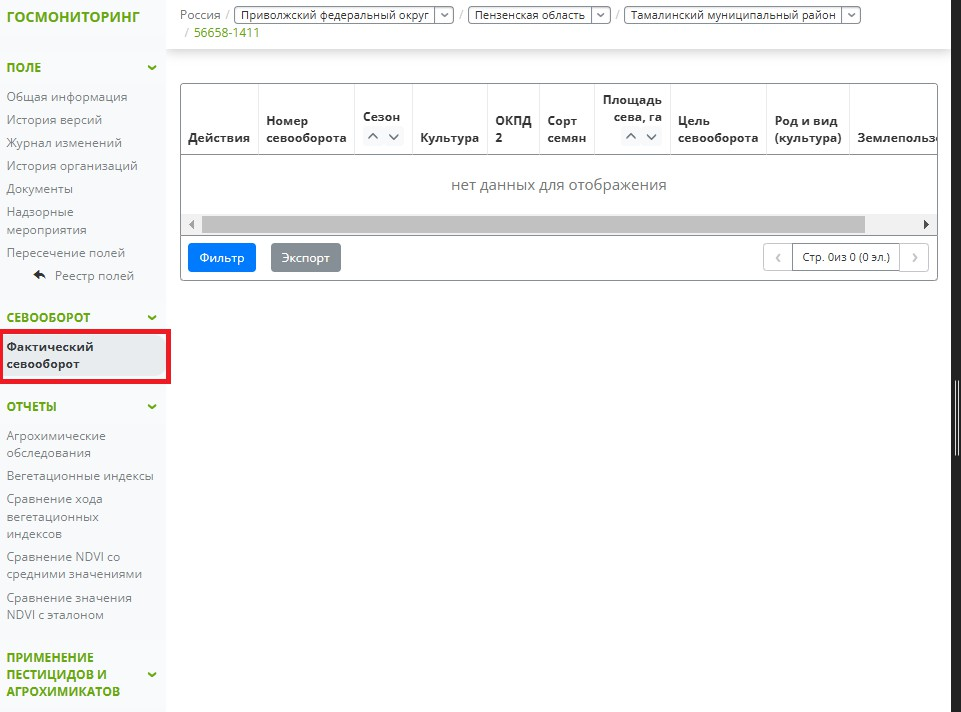 ГОСМОНИТОРИНГ
Россия / Приволжский федеральный округ / Пензенская область / Тамалинский муниципальный район
/ 56658-1411
ПОЛЕ
Общая информация
История версий
Журнал изменений
История организаций
Документы
Надзорные
мероприятия
Пересечение полей
Реестр полей
СЕВООБОРОТ
Фактический
севооборот
ОТЧЕТЫ
Агрохимические
обследования
Вегетационные индексы
Сравнение хода
вегетационных
индексов
Сравнение NDVI со
средними значениями
Сравнение значения
NDVI с эталоном
ПРИМЕНЕНИЕ
ПЕСТИЦИДОВ И
АГРОХИМИКАТОВ
Действия
Номер
севооборота
Сезон
Культура
ОКПД
2
Сорт
семян
Площадь
сева, га
Цель
севооборота
Род и вид
(культура)
Землепользо
нет данных для отображения
Фильтр
Экспорт
Стр. 0из 0 (0 эл.)